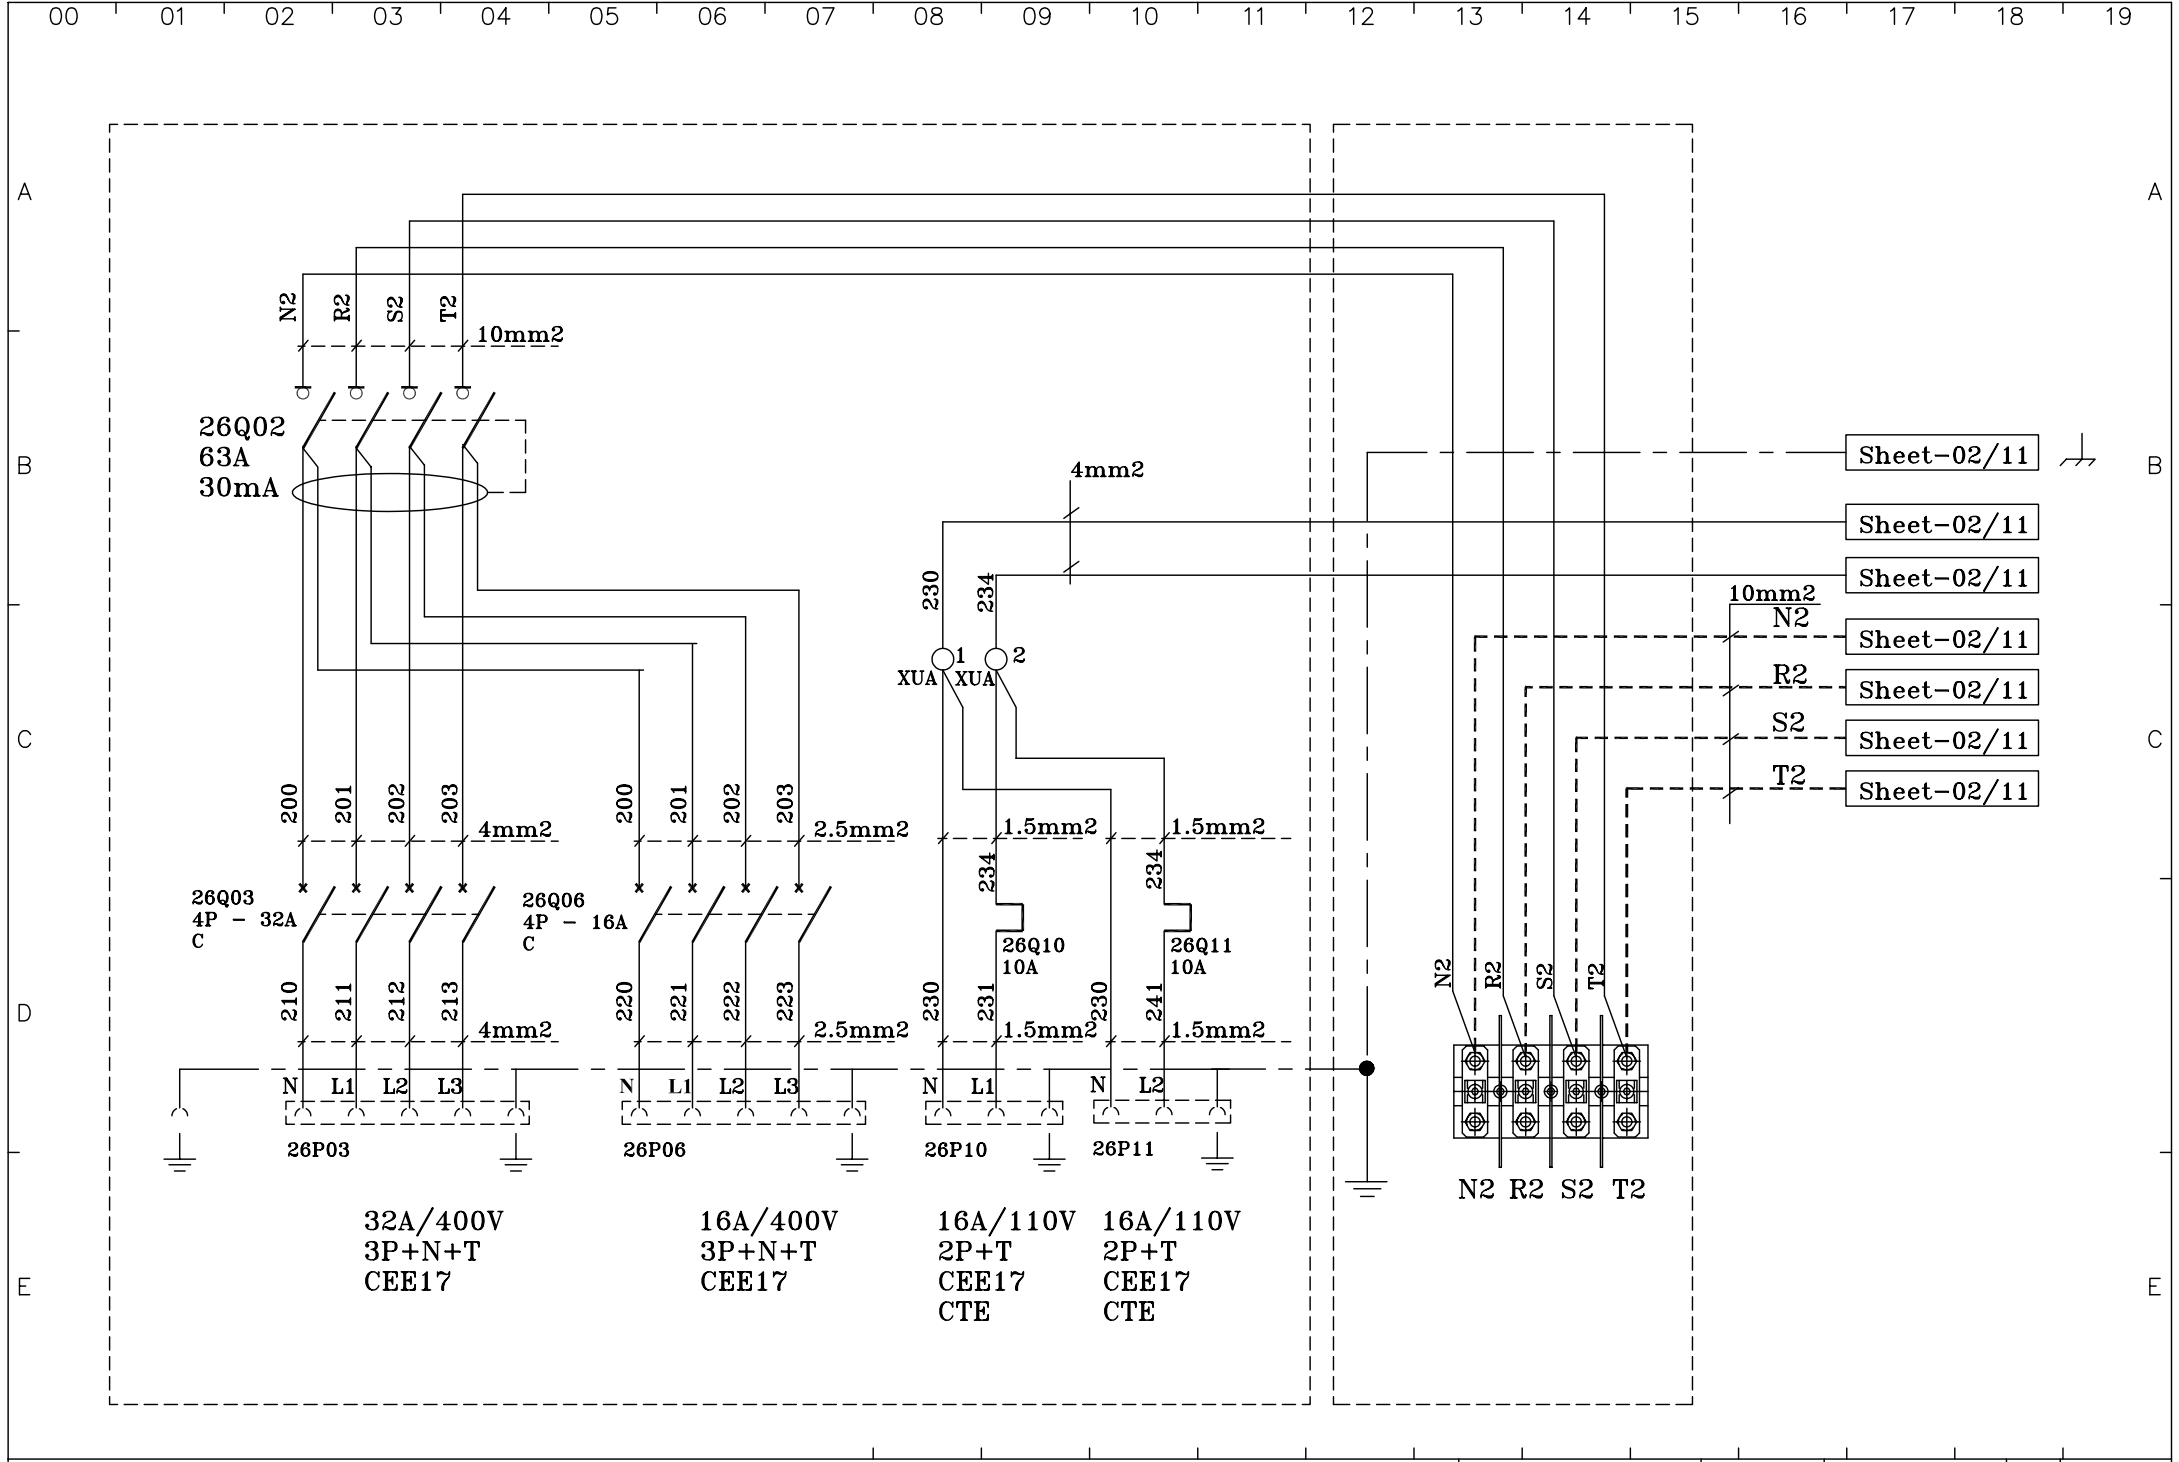 00 01 02 03 04 05 06 07 08 09 10 11 12 13 14 15 16 17 18 19
A
A
N2
R2
S2
T2
10mm2
26Q02
63A
30mA
B
B
4mm2
Sheet-02/11
Sheet-02/11
Sheet-02/11
230
234
10mm2
N2
Sheet-02/11
R2
Sheet-02/11
S2
Sheet-02/11
T2
Sheet-02/11
1
2
XUA
XUA
C
C
200
201
202
203
4mm2
200
201
202
203
2.5mm2
1.5mm2
1.5mm2
234
234
26Q03
4P - 32A
C
26Q06
4P - 16A
C
26Q10
10A
26Q11
10A
N2
R2
S2
T2
D
D
210
211
212
213
4mm2
220
221
222
223
2.5mm2
230
231
1.5mm2
230
241
1.5mm2
N L1 L2 L3
N L1 L2 L3
N L1
N L2
26P03
26P06
26P10
26P11
N2 R2 S2 T2
32A/400V
3P+N+T
CEE17
16A/400V
3P+N+T
CEE17
16A/110V
2P+T
CEE17
CTE
16A/110V
2P+T
CEE17
CTE
E
E